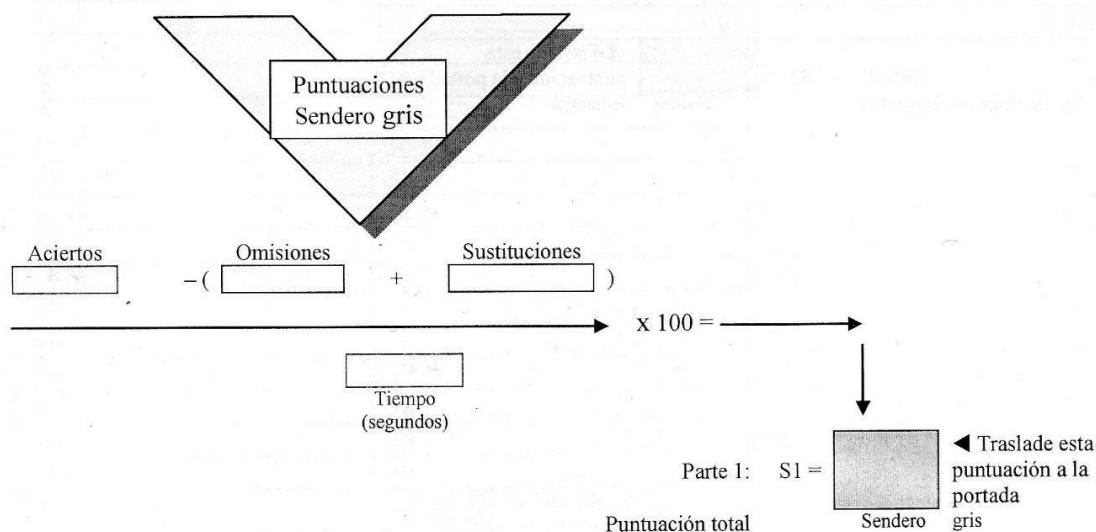 Puntuaciones
Sendero gris
Aciertos
Omisiones
Sustituciones
– (
+
)
x 100 =
Tiempo
(segundos)
Parte 1: S1 =
◀ Traslade esta
puntuación a la
portada
Puntuación total
Sendero gris